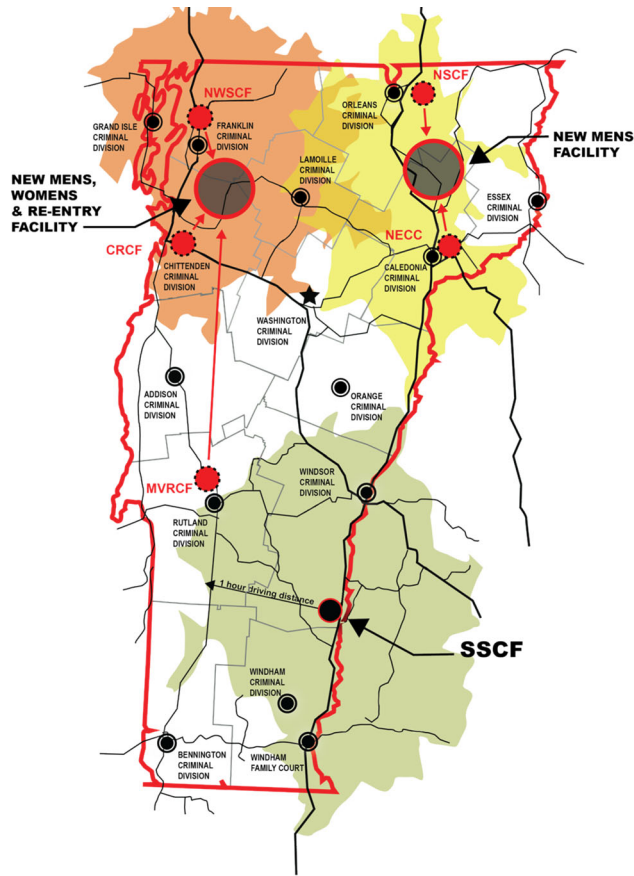 NWSCF
NSCF
GRAND ISLE
CRIMINAL
DIVISION
FRANKLIN
CRIMINAL
DIVISION
ORLEANS
CRIMINAL
DIVISION
NEW MENS
FACILITY
LAMOILLE
CRIMINAL
DIVISION
NEW MENS,
WOMENS
& RE-ENTRY
FACILITY
ESSEX
CRIMINAL
DIVISION
CRCF
NECC
CHITTENDEN
CRIMINAL
DIVISION
CALEDONIA
CRIMINAL
DIVISION
WASHINGTON
CRIMINAL
DIVISION
ADDISON
CRIMINAL
DIVISION
ORANGE
CRIMINAL
DIVISION
MVRCF
WINDSOR
CRIMINAL
DIVISION
RUTLAND
CRIMINAL
DIVISION
1 hour driving distance
SSCF
WINDHAM
CRIMINAL
DIVISION
BENNINGTON
CRIMINAL
DIVISION
WINDHAM
FAMILY COURT